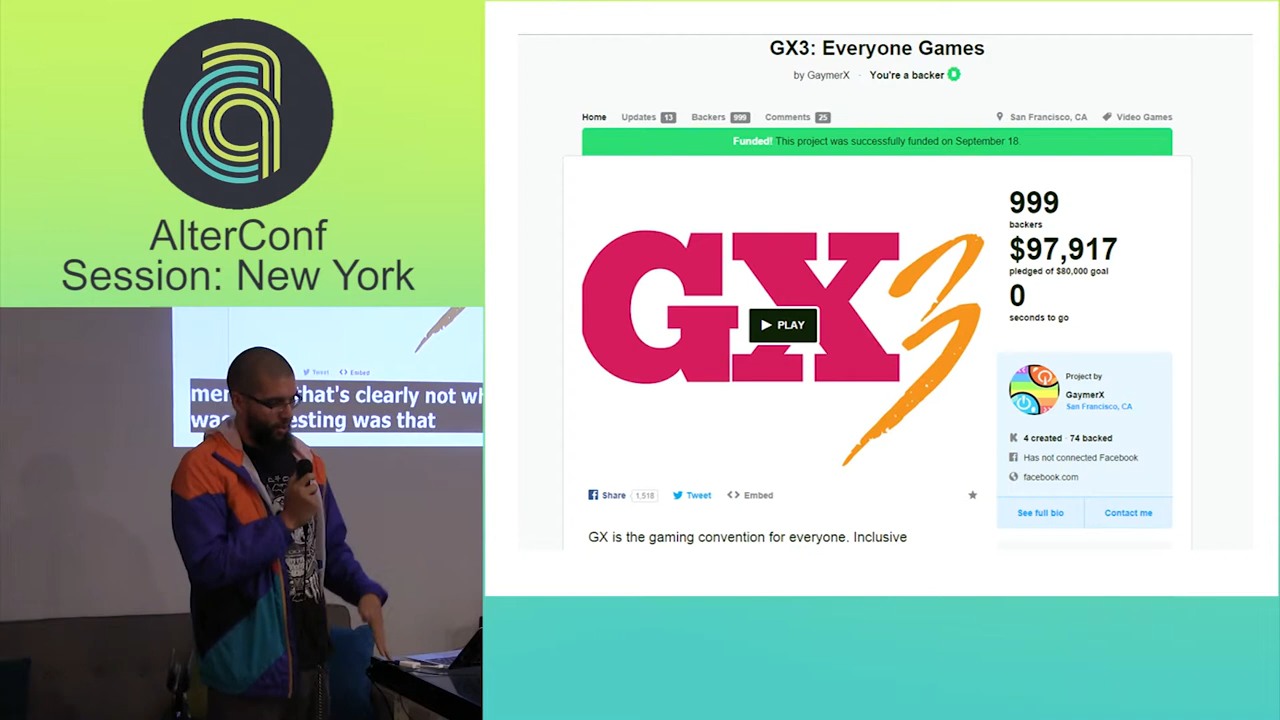 AlterConf
Session: New York
Tweet <> Embed
that's clearly not
was esting was that
GX3: Everyone Games
by GaymerX · You're a backer
Home Updates 13 Backers 999 Comments 25 San Francisco, CA Video Games
Funded! This project was successfully funded on September 18.
999
backers
$97,917
pledged of $80,000 goal
0
seconds to go
GX3
PLAY
Project by
GaymerX
San Francisco, CA
4 created · 74 backed
Has not connected Facebook
facebook.com
See full bio Contact me
Share 1,518 Tweet <> Embed
GX is the gaming convention for everyone. Inclusive